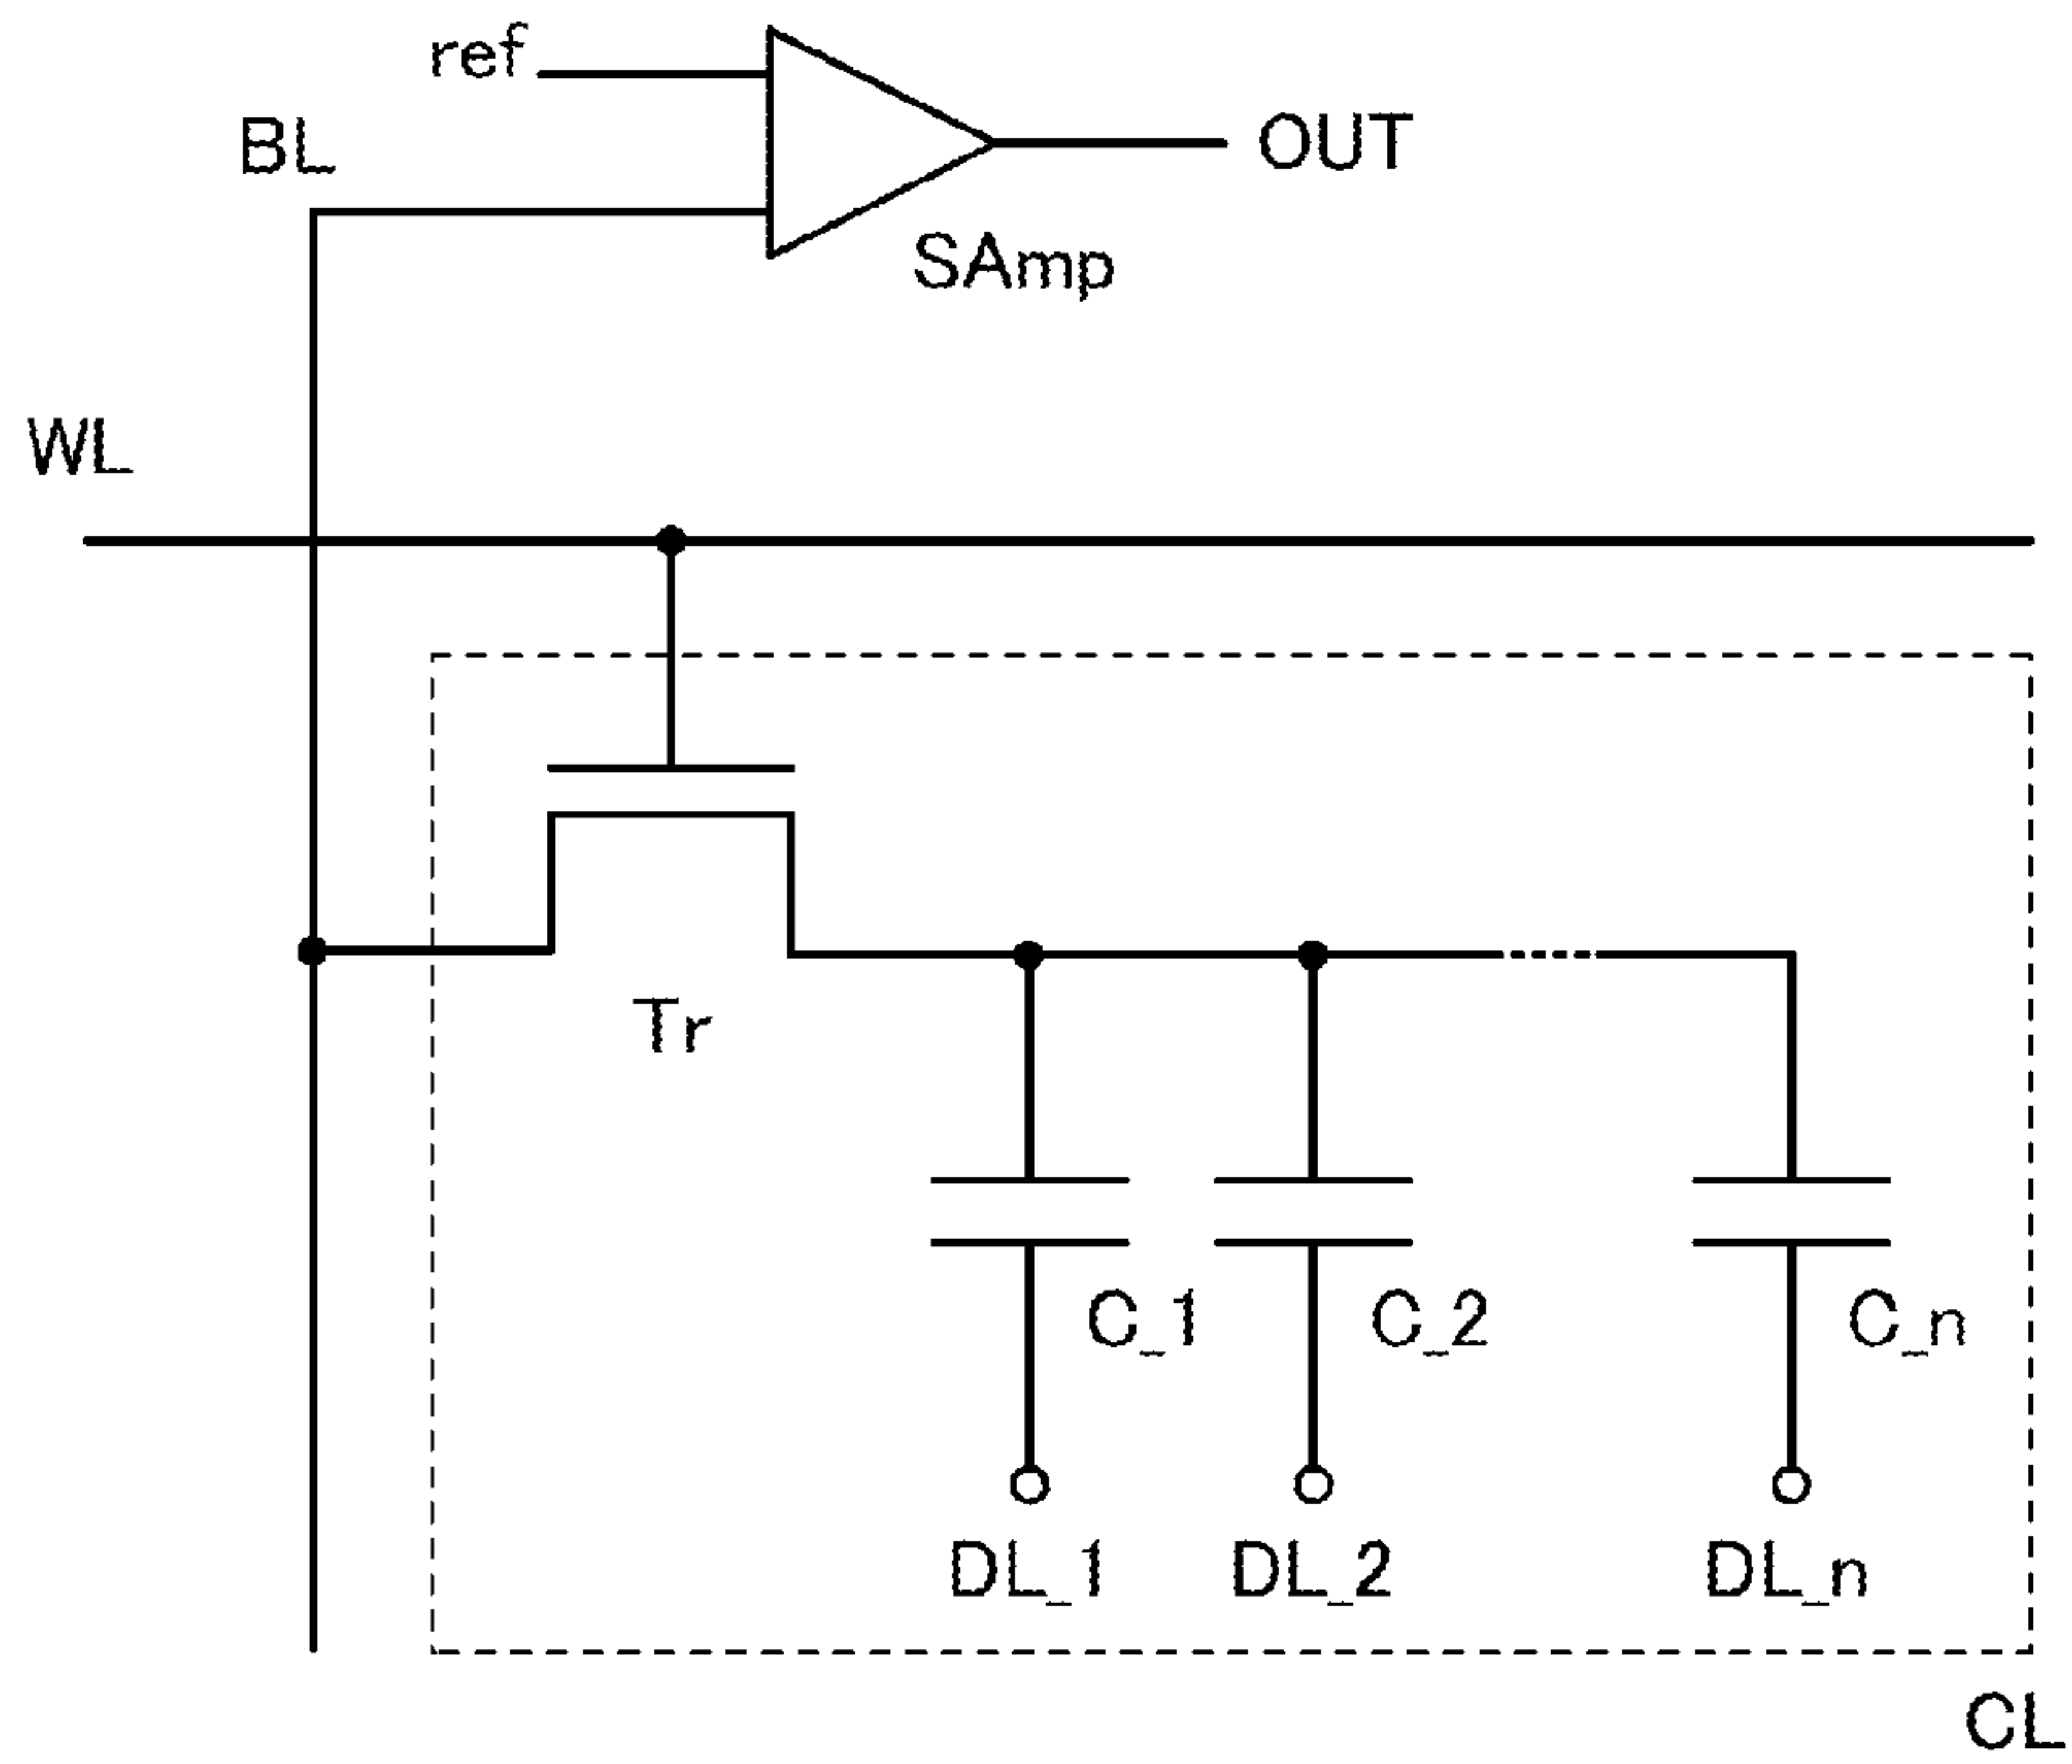 ref
BL
OUT
SAmp
WL
Tr
C_1
C_2
C_n
DL_1
DL_2
DL_n
CL